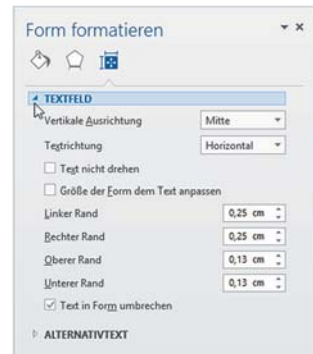 Form formatieren
TEXTFELD
Vertikale Ausrichtung Mitte
Textrichtung Horizontal
Text nicht drehen
Größe der Form dem Text anpassen
Linker Rand 0,25 cm
Rechter Rand 0,25 cm
Oberer Rand 0,13 cm
Unterer Rand 0,13 cm
Text in Form umbrechen
ALTERNATIVTEXT